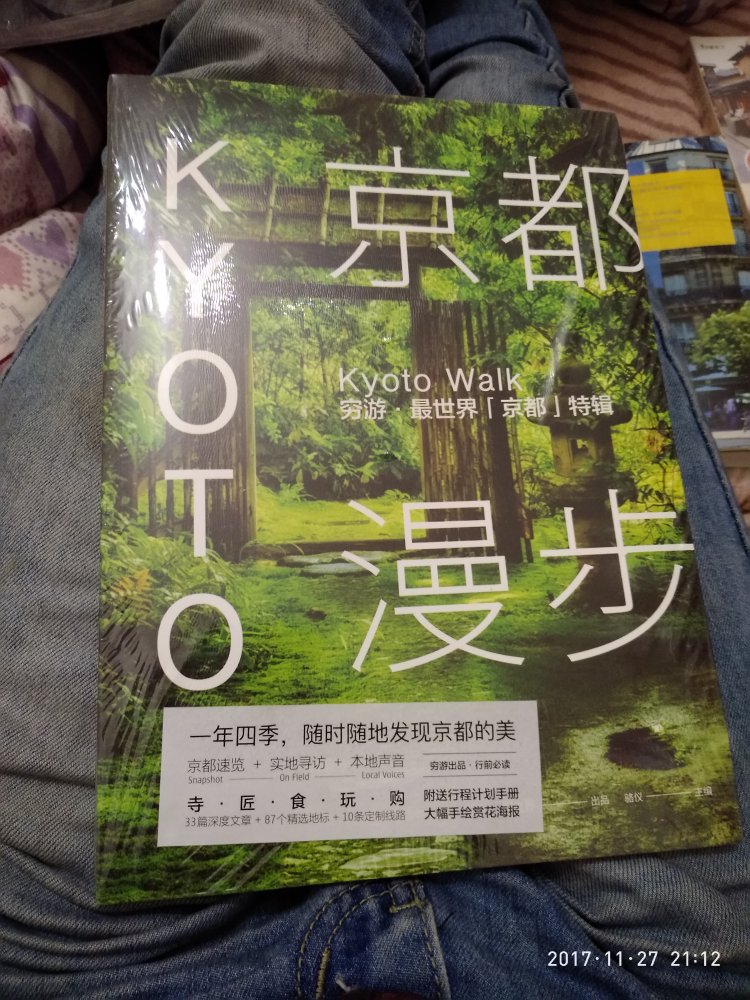 KYOTO
京都
Kyoto Walk
穷游·最世界「京都」特辑
漫步
一年四季，随时随地发现京都的美
京都速览 + 实地寻访 + 本地声音
Snapshot On Field Local Voices
穷游出品·行前必读
寺·匠·食·玩·购
33篇深度文章 + 87个精选地标 + 10条定制线路
附送行程计划手册
大幅手绘赏花海报
出品 骆仪 主编
2017·11·27 21:12